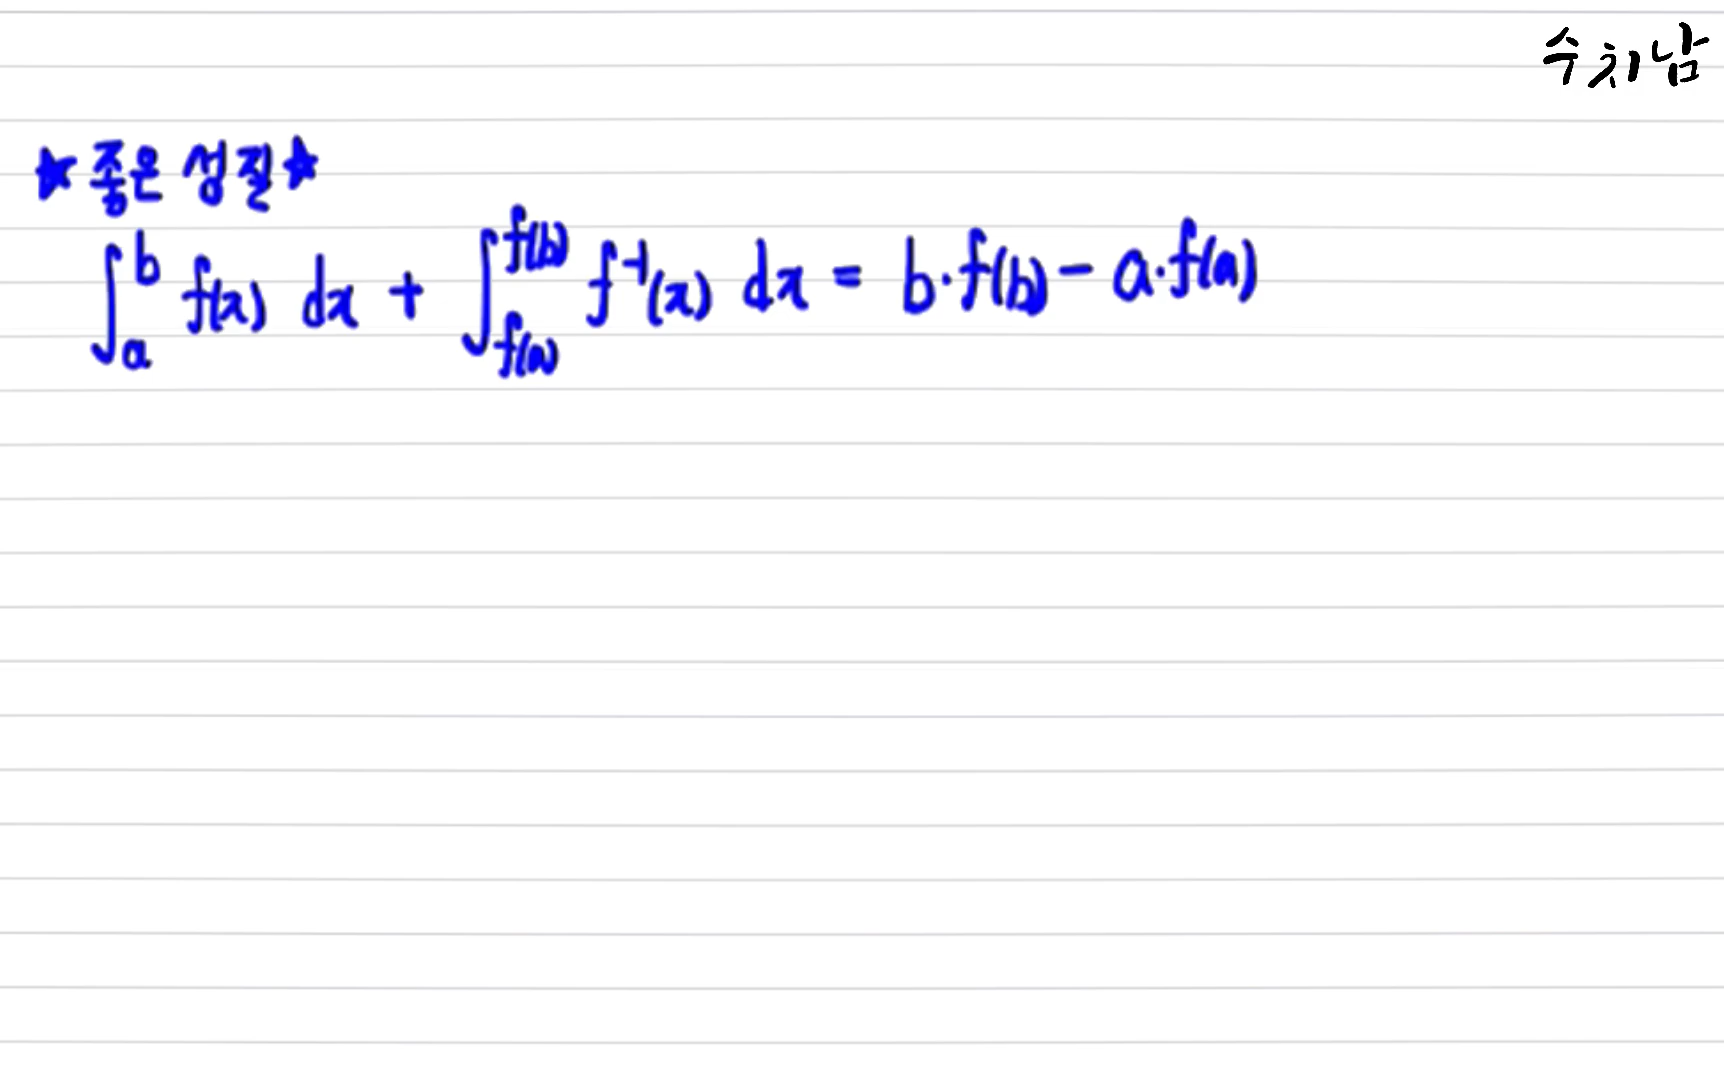 수치남
★좋은 성질★
∫_a^b f(x) dx + ∫_{f(a)}^{f(b)} f⁻¹(x) dx = b·f(b) − a·f(a)